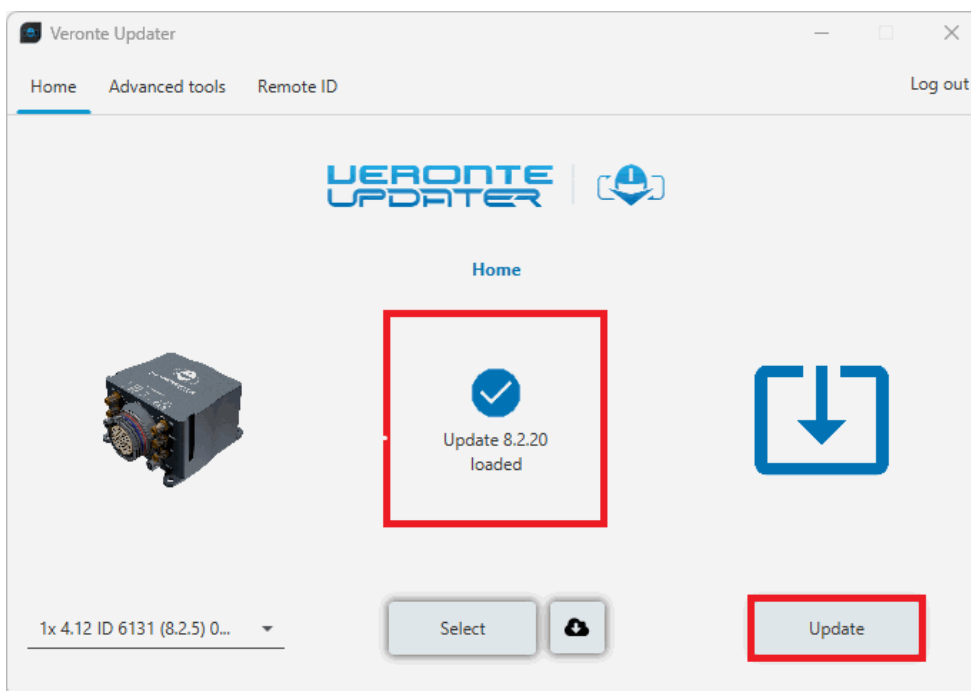 Veronte Updater
Home Advanced tools Remote ID Log out
VERONTE
UPDATER
Home
Update 8.2.20
loaded
1x 4.12 ID 6131 (8.2.5) 0...
Select
Update